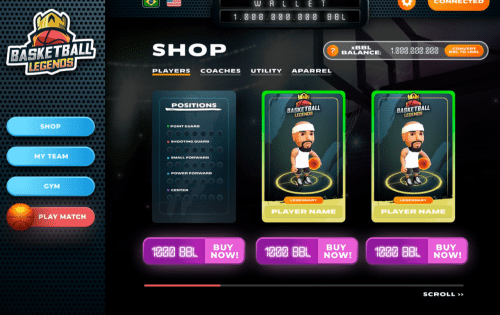 WALLET
1.000 000 000 BBL
CONNECTED
BASKETBALL
LEGENDS
SHOP
xBBL
BALANCE:
1.000 000 000
CONVERT
BBL TO xBBL
PLAYERS
COACHES
UTILITY
APARREL
POSITIONS
POINT GUARD
SHOOTING GUARD
SMALL FORWARD
POWER FORWARD
CENTER
BASKETBALL
LEGENDS
LEGENDARY
PLAYER NAME
BASKETBALL
LEGENDS
LEGENDARY
PLAYER NAME
SHOP
MY TEAM
GYM
PLAY MATCH
1000 BBL
BUY
NOW!
1000 BBL
BUY
NOW!
1000 BBL
BUY
NOW!
SCROLL >>